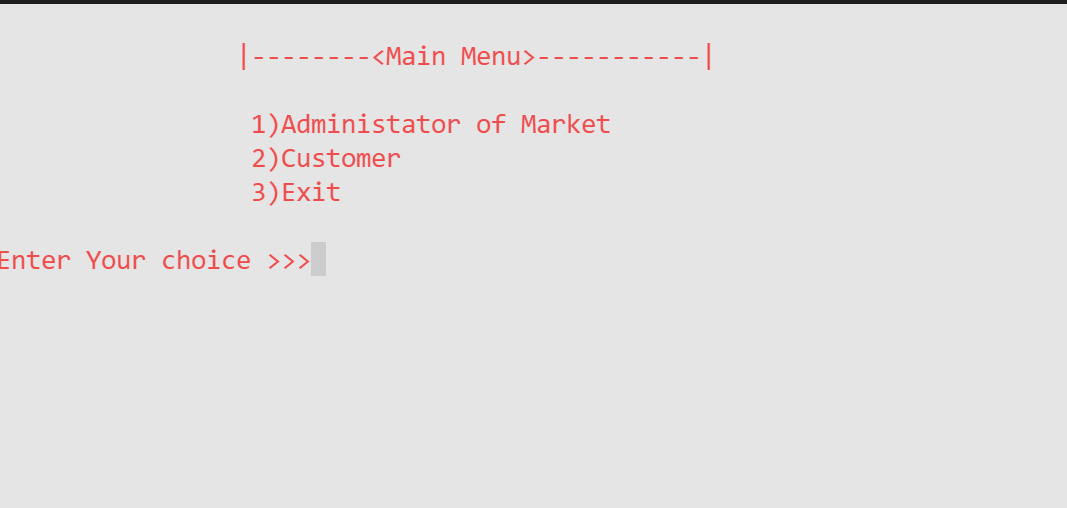 |--------<Main Menu>-----------|
1)Administator of Market
2)Customer
3)Exit
Enter Your choice >>>